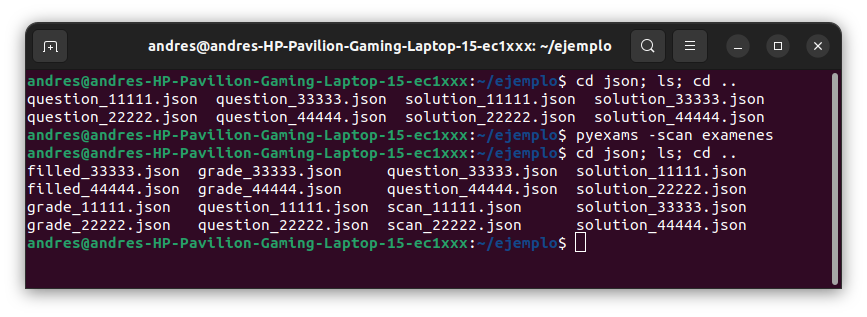 andres@andres-HP-Pavilion-Gaming-Laptop-15-ec1xxx: ~/ejemplo
andres@andres-HP-Pavilion-Gaming-Laptop-15-ec1xxx:~/ejemplo$ cd json; ls; cd ..
question_11111.json  question_33333.json  solution_11111.json  solution_33333.json
question_22222.json  question_44444.json  solution_22222.json  solution_44444.json
andres@andres-HP-Pavilion-Gaming-Laptop-15-ec1xxx:~/ejemplo$ pyexams -scan examenes
andres@andres-HP-Pavilion-Gaming-Laptop-15-ec1xxx:~/ejemplo$ cd json; ls; cd ..
filled_33333.json  grade_33333.json     question_33333.json  solution_11111.json
filled_44444.json  grade_44444.json     question_44444.json  solution_22222.json
grade_11111.json   question_11111.json  scan_11111.json      solution_33333.json
grade_22222.json   question_22222.json  scan_22222.json      solution_44444.json
andres@andres-HP-Pavilion-Gaming-Laptop-15-ec1xxx:~/ejemplo$